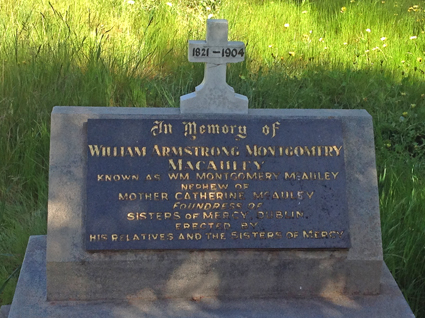 1821 - 1904
In Memory of
WILLIAM ARMSTRONG MONTGOMERY
MACAULEY
KNOWN AS WM MONTGOMERY MCAULEY
NEPHEW OF
MOTHER CATHERINE MCAULEY
FOUNDRESS OF
SISTERS OF MERCY, DUBLIN.
ERECTED BY
HIS RELATIVES AND THE SISTERS OF MERCY